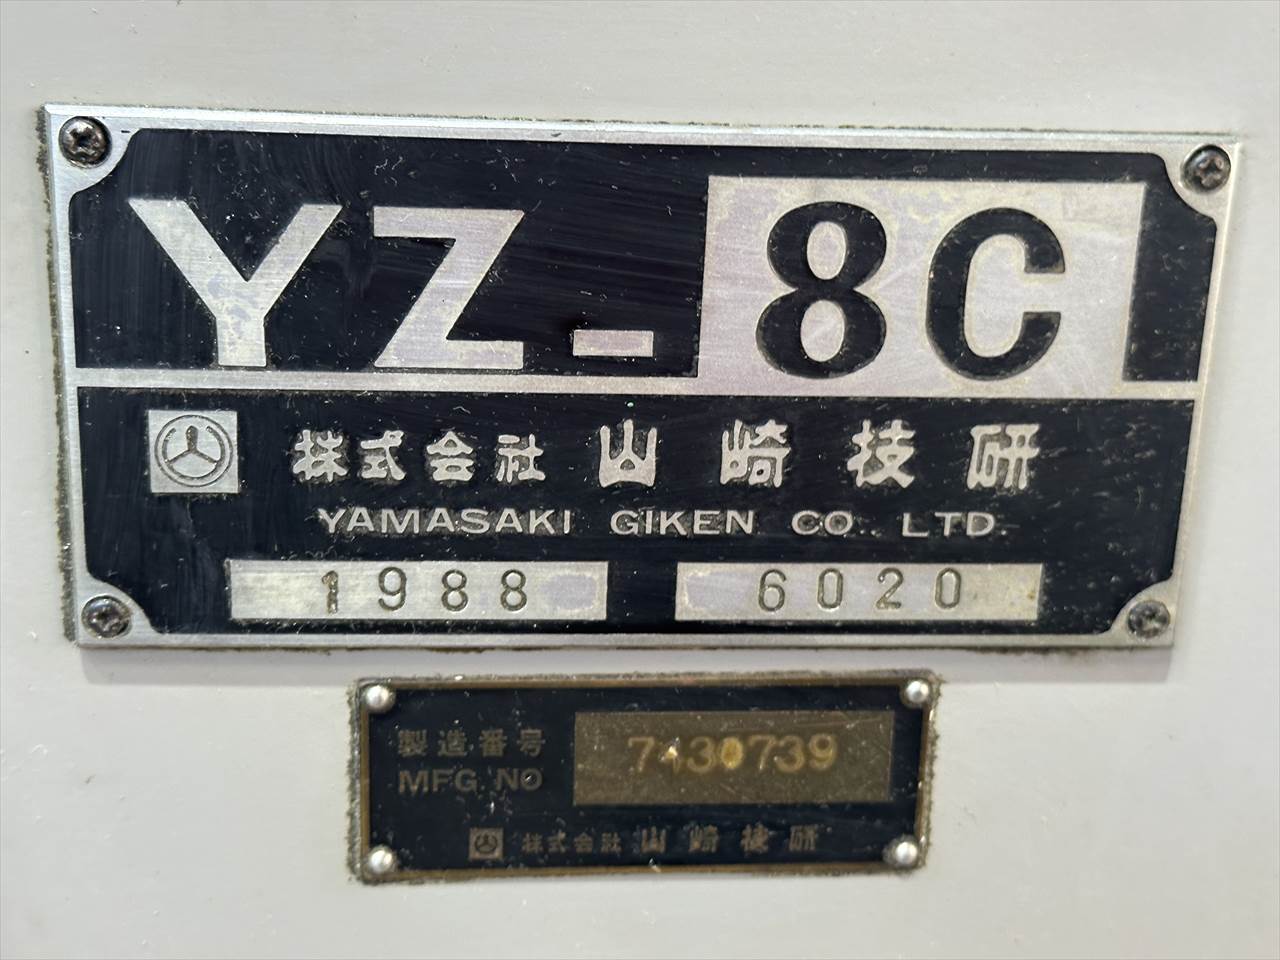 YZ-8C
株式会社 山崎技研
YAMASAKI GIKEN CO. LTD.
1988 6020
製造番号
MFG. NO 7430739
株式会社 山崎技研